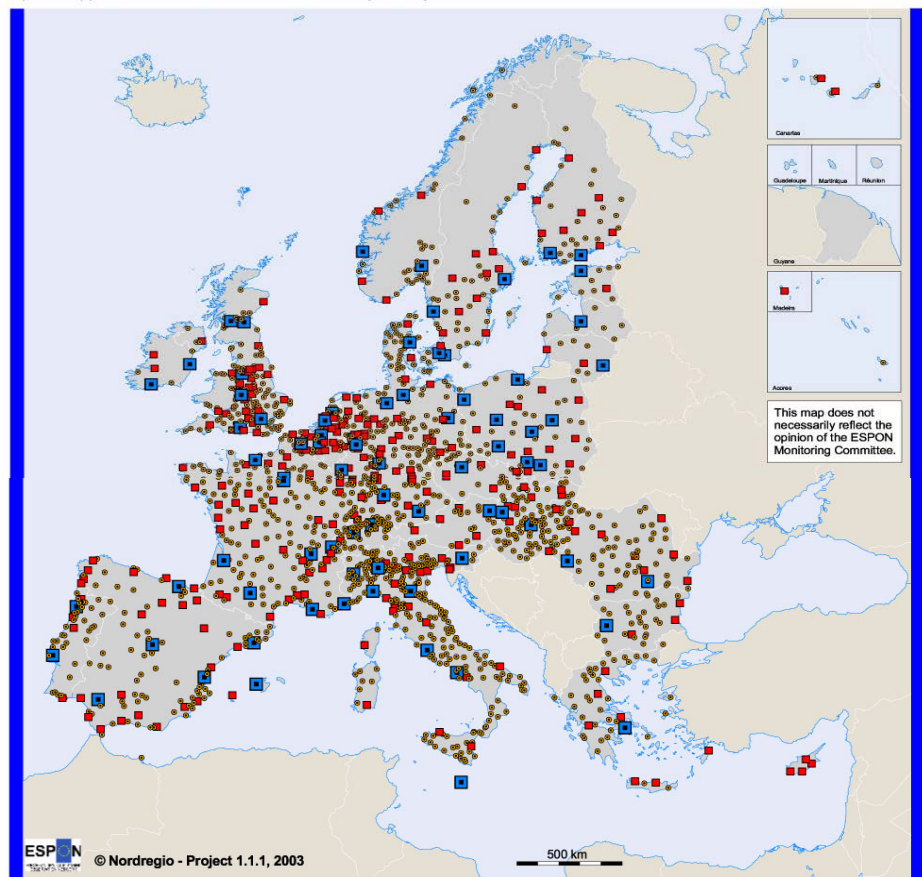 Canarias
Guadeloupe
Martinique
Réunion
Guyane
Madeira
Acores
This map does not
necessarily reflect the
opinion of the ESPON
Monitoring Committee.
ESPON
© Nordregio - Project 1.1.1, 2003
500 km